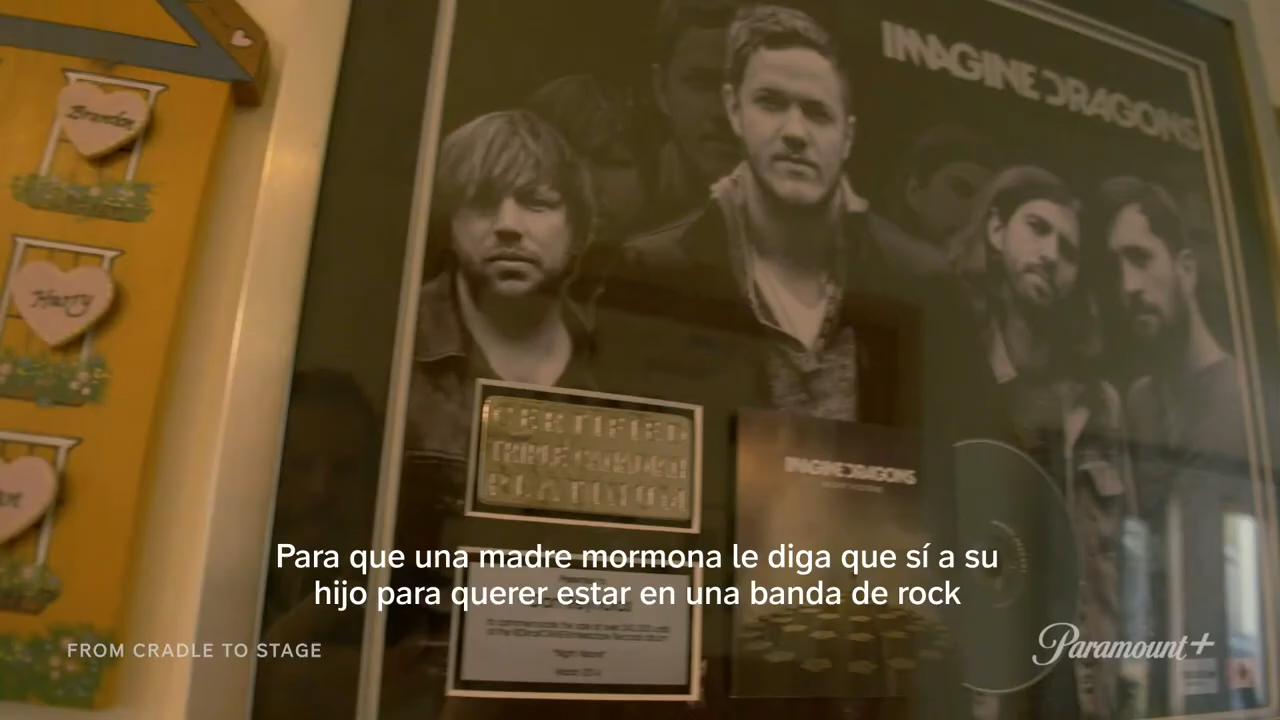 Brandon
Harry
IMAGINE DRAGONS
CERTIFIED
PLATINUM
IMAGINE DRAGONS
Para que una madre mormona le diga que sí a su
hijo para querer estar en una banda de rock
FROM CRADLE TO STAGE
Paramount+